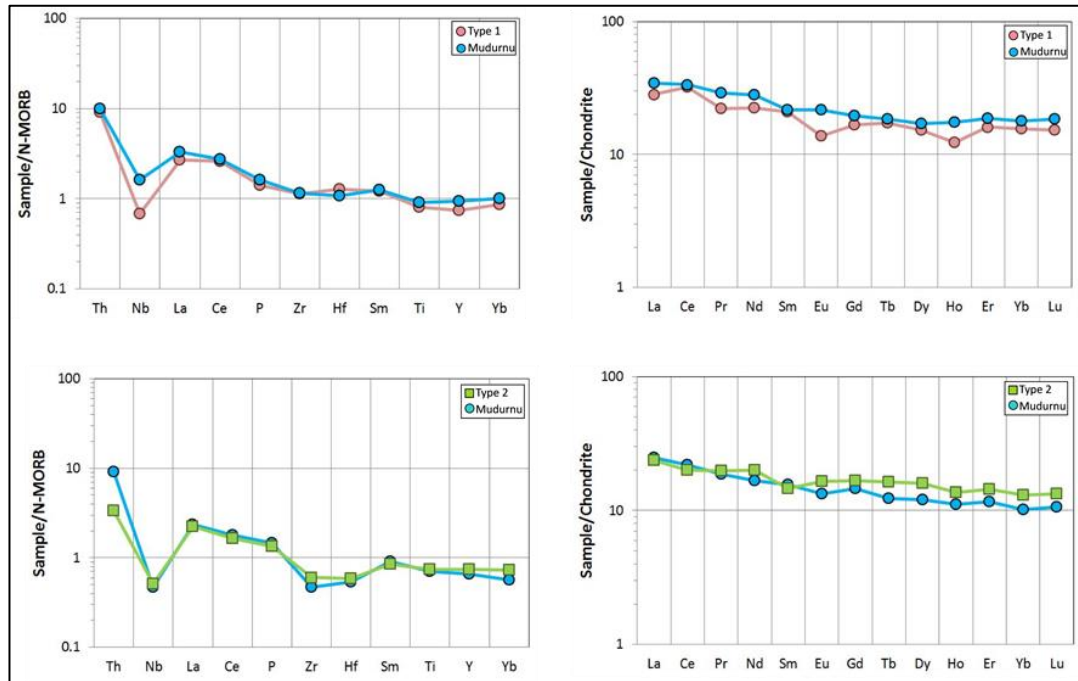 100
10
1
0.1
Sample/N-MORB
Type 1
Mudurnu
Th Nb La Ce P Zr Hf Sm Ti Y Yb
100
10
1
Sample/Chondrite
Type 1
Mudurnu
La Ce Pr Nd Sm Eu Gd Tb Dy Ho Er Yb Lu
100
10
1
0.1
Sample/N-MORB
Type 2
Mudurnu
Th Nb La Ce P Zr Hf Sm Ti Y Yb
100
10
1
Sample/Chondrite
Type 2
Mudurnu
La Ce Pr Nd Sm Eu Gd Tb Dy Ho Er Yb Lu